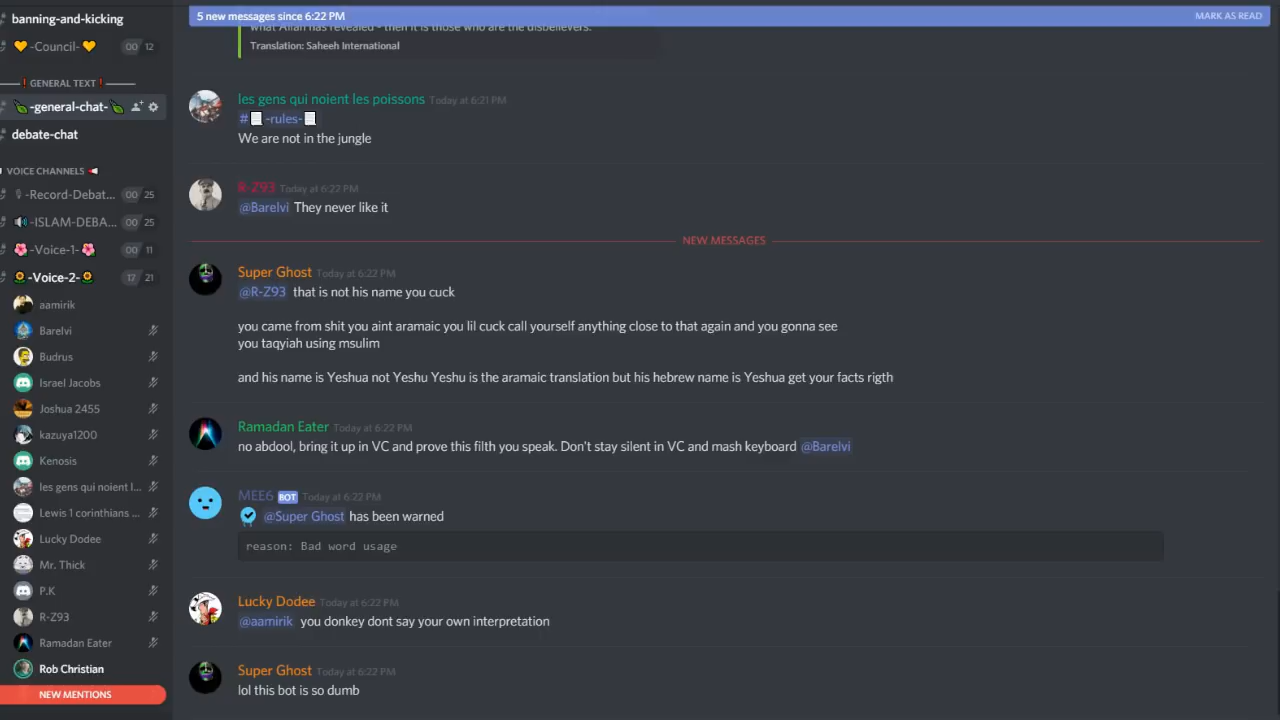 banning-and-kicking
-Council- 00 12
GENERAL TEXT
-general-chat-
debate-chat
VOICE CHANNELS
-Record-Debat... 00 25
-ISLAM-DEBA... 00 25
-Voice-1- 00 11
-Voice-2- 17 21
aamirik
Barelvi
Budrus
Israel Jacobs
Joshua 2455
kazuya1200
Kenosis
les gens qui noient l...
Lewis 1 corinthians ...
Lucky Dodee
Mr. Thick
P.K
R-Z93
Ramadan Eater
Rob Christian
NEW MENTIONS
5 new messages since 6:22 PM MARK AS READ
what Allah has revealed - then it is those who are the disbelievers.
Translation: Saheeh International
les gens qui noient les poissons Today at 6:21 PM
# -rules-
We are not in the jungle
R-Z93 Today at 6:22 PM
@Barelvi They never like it
NEW MESSAGES
Super Ghost Today at 6:22 PM
@R-Z93 that is not his name you cuck
you came from shit you aint aramaic you lil cuck call yourself anything close to that again and you gonna see
you taqyiah using msulim
and his name is Yeshua not Yeshu Yeshu is the aramaic translation but his hebrew name is Yeshua get your facts rigth
Ramadan Eater Today at 6:22 PM
no abdool, bring it up in VC and prove this filth you speak. Don't stay silent in VC and mash keyboard @Barelvi
MEE6 BOT Today at 6:22 PM
@Super Ghost has been warned
reason: Bad word usage
Lucky Dodee Today at 6:22 PM
@aamirik you donkey dont say your own interpretation
Super Ghost Today at 6:22 PM
lol this bot is so dumb